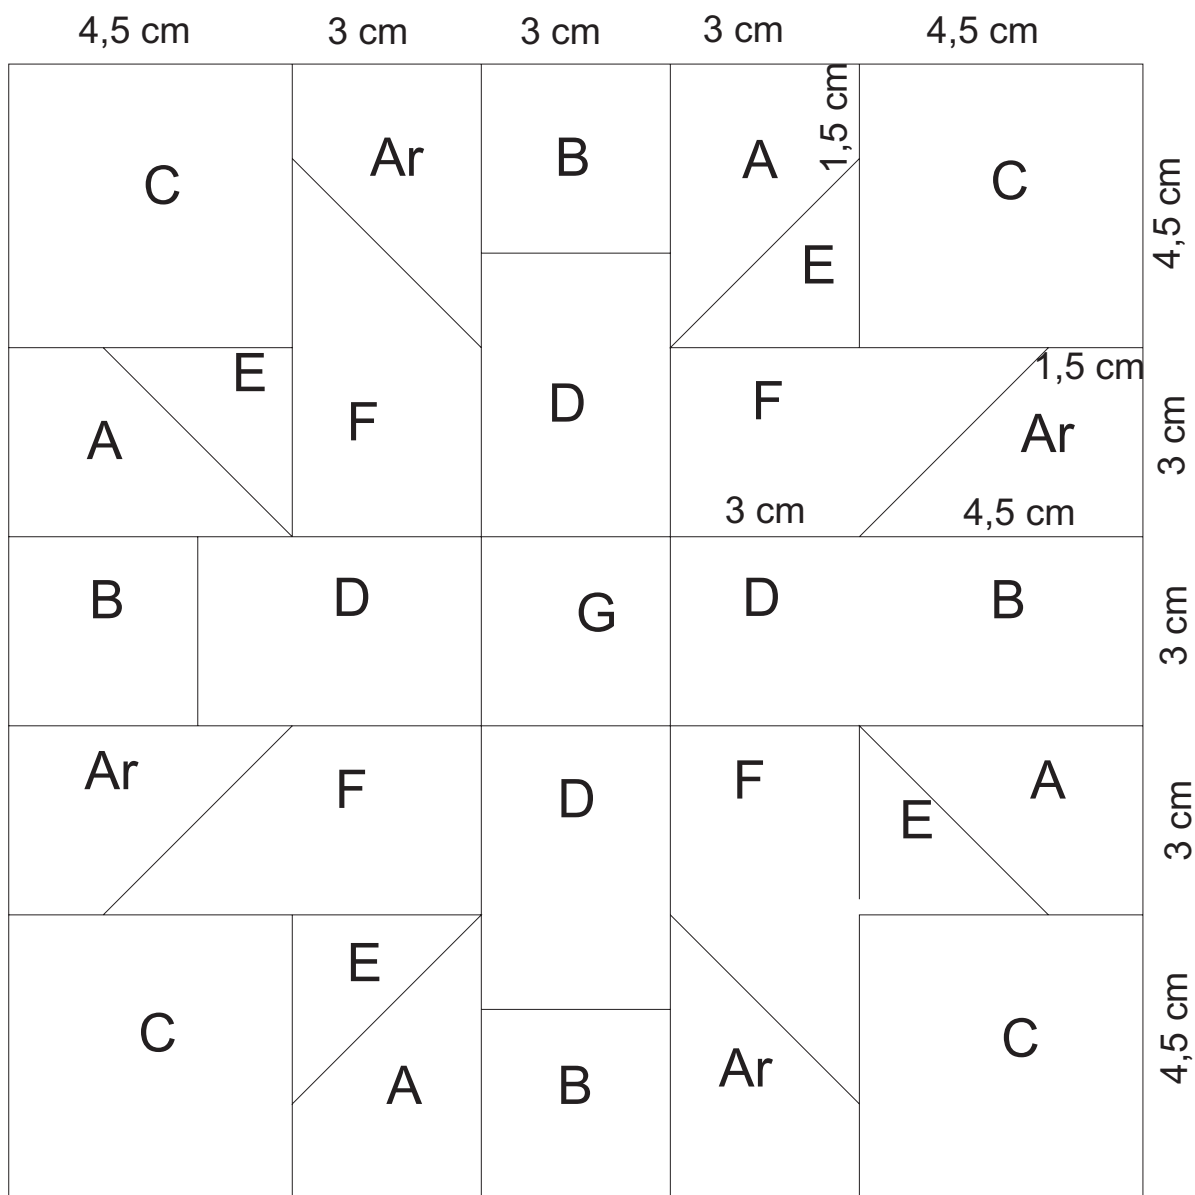 4,5 cm 3 cm 3 cm 3 cm 4,5 cm
C Ar B A 1,5 cm C 4,5 cm
E
E F D F 1,5 cm
A Ar 3 cm
3 cm 4,5 cm
B D G D B 3 cm
Ar F D F E A 3 cm
E
C A B Ar C 4,5 cm